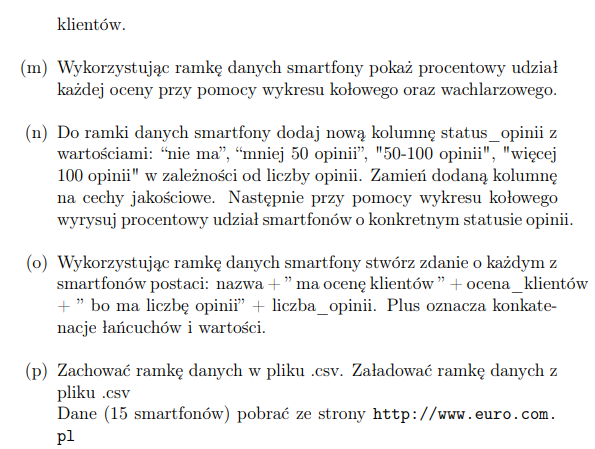 klientów.
(m) Wykorzystując ramkę danych smartfony pokaż procentowy udział
każdej oceny przy pomocy wykresu kołowego oraz wachlarzowego.
(n) Do ramki danych smartfony dodaj nową kolumnę status_opinii z
wartościami: “nie ma”, “mniej 50 opinii”, "50-100 opinii", "więcej
100 opinii" w zależności od liczby opinii. Zamień dodaną kolumnę
na cechy jakościowe. Następnie przy pomocy wykresu kołowego
wyrysuj procentowy udział smartfonów o konkretnym statusie opinii.
(o) Wykorzystując ramkę danych smartfony stwórz zdanie o każdym z
smartfonów postaci: nazwa + ” ma ocenę klientów ” + ocena_klientów
+ ” bo ma liczbę opinii” + liczba_opinii. Plus oznacza konkate-
nacje łańcuchów i wartości.
(p) Zachować ramkę danych w pliku .csv. Załadować ramkę danych z
pliku .csv
Dane (15 smartfonów) pobrać ze strony http://www.euro.com.
pl